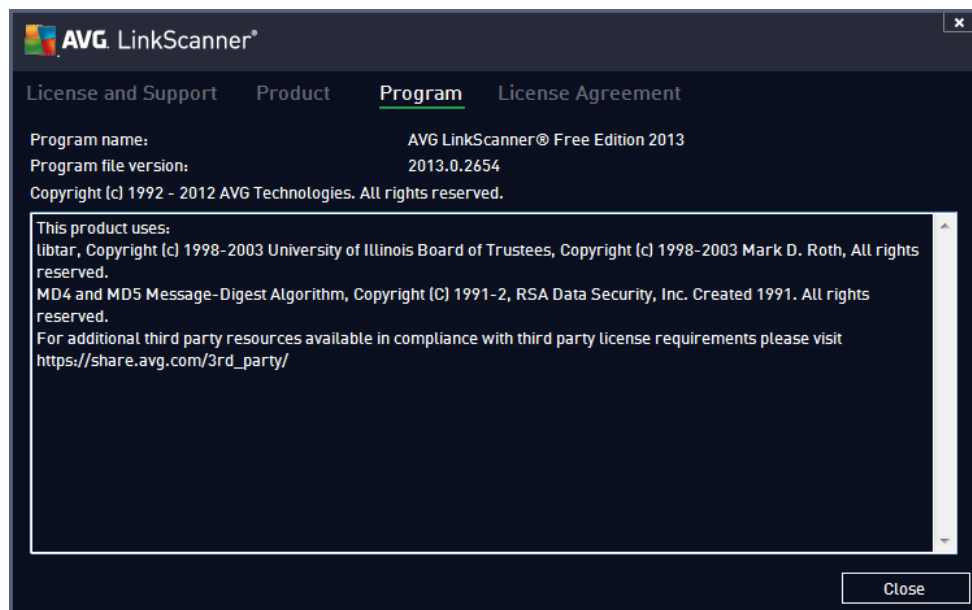 AVG. LinkScanner®
License and Support Product Program License Agreement
Program name: AVG LinkScanner® Free Edition 2013
Program file version: 2013.0.2654
Copyright (c) 1992 - 2012 AVG Technologies. All rights reserved.
This product uses:
libtar, Copyright (c) 1998-2003 University of Illinois Board of Trustees, Copyright (c) 1998-2003 Mark D. Roth, All rights
reserved.
MD4 and MD5 Message-Digest Algorithm, Copyright (C) 1991-2, RSA Data Security, Inc. Created 1991. All rights
reserved.
For additional third party resources available in compliance with third party license requirements please visit
https://share.avg.com/3rd_party/
Close